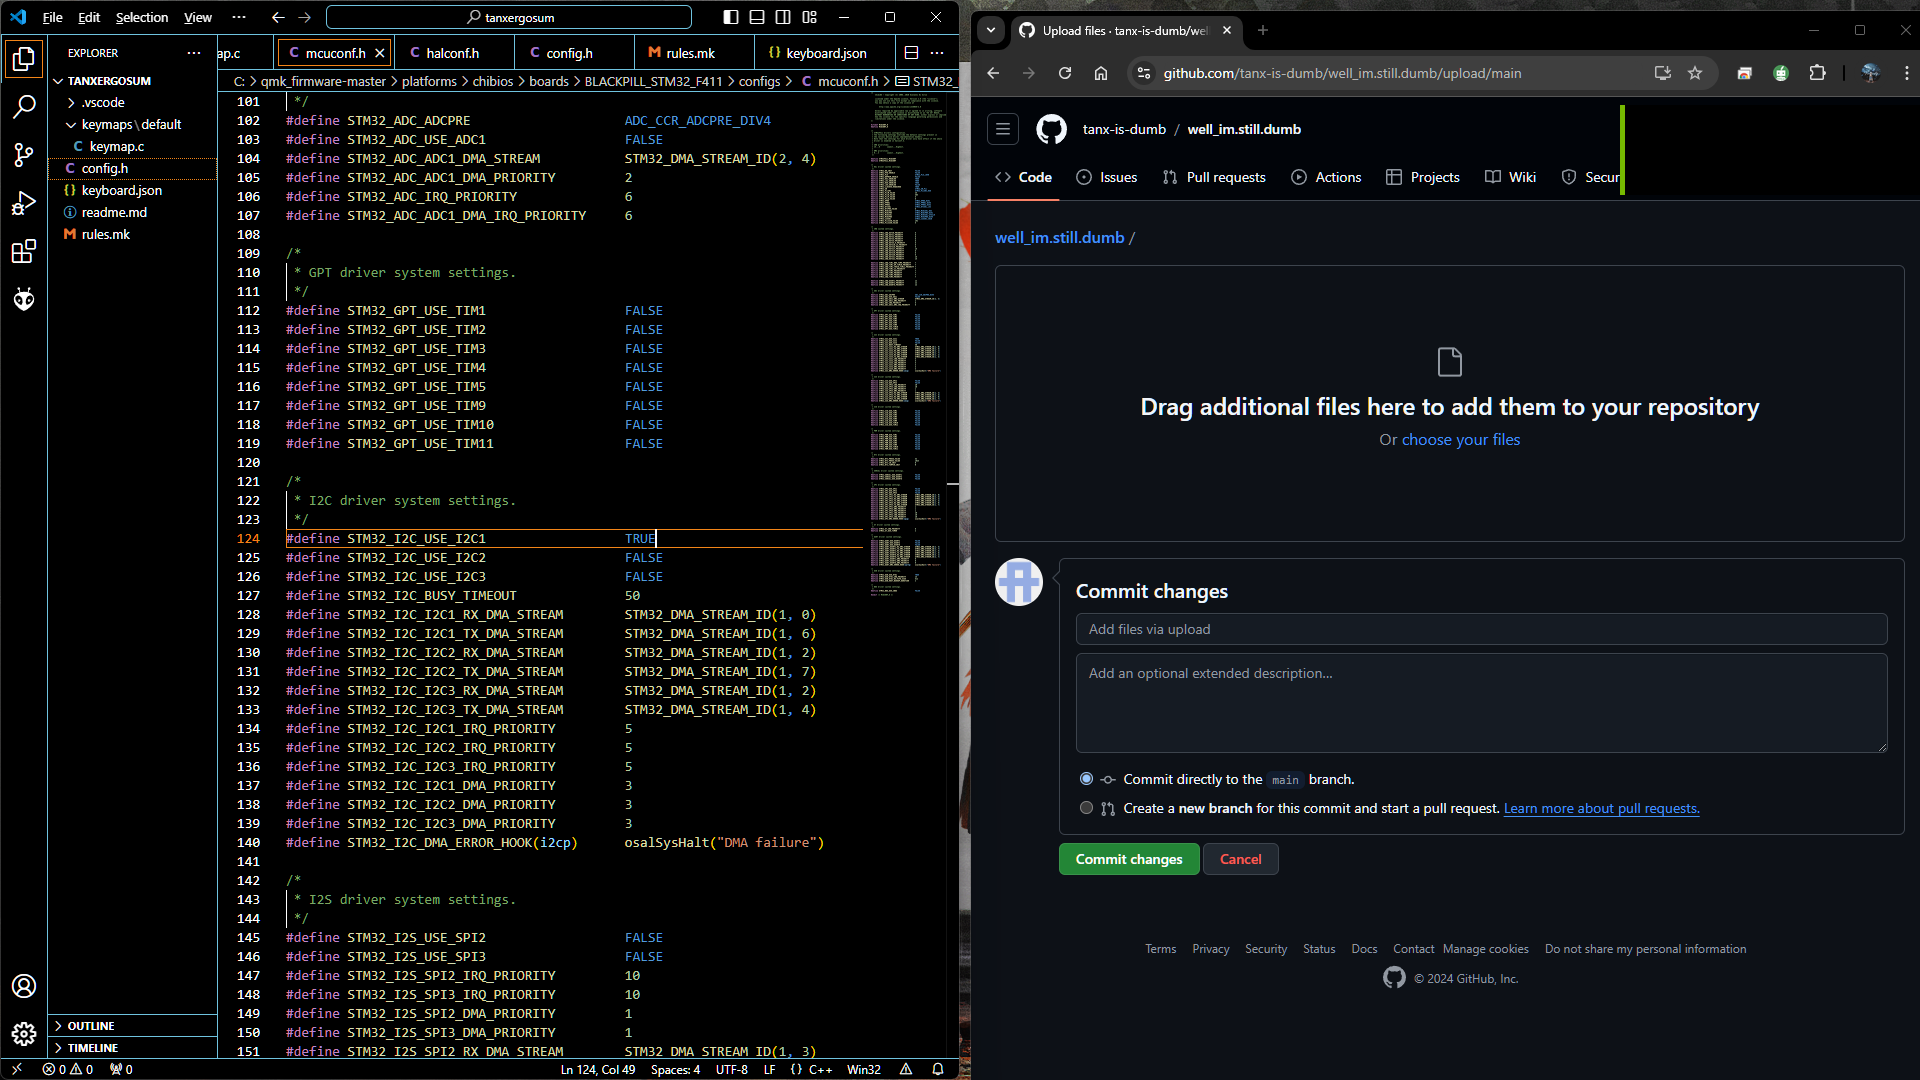 File Edit Selection View ··· tanxergosum
EXPLORER ···
TANXERGOSUM
.vscode
keymaps\default
C keymap.c
C config.h
{} keyboard.json
readme.md
M rules.mk
OUTLINE
TIMELINE
ap.c C mcuconf.h C halconf.h C config.h M rules.mk {} keyboard.json ···
C: > qmk_firmware-master > platforms > chibios > boards > BLACKPILL_STM32_F411 > configs > C mcuconf.h > STM32_
101 */
102 #define STM32_ADC_ADCPRE ADC_CCR_ADCPRE_DIV4
103 #define STM32_ADC_USE_ADC1 FALSE
104 #define STM32_ADC_ADC1_DMA_STREAM STM32_DMA_STREAM_ID(2, 4)
105 #define STM32_ADC_ADC1_DMA_PRIORITY 2
106 #define STM32_ADC_IRQ_PRIORITY 6
107 #define STM32_ADC_ADC1_DMA_IRQ_PRIORITY 6
108
109 /*
110 * GPT driver system settings.
111 */
112 #define STM32_GPT_USE_TIM1 FALSE
113 #define STM32_GPT_USE_TIM2 FALSE
114 #define STM32_GPT_USE_TIM3 FALSE
115 #define STM32_GPT_USE_TIM4 FALSE
116 #define STM32_GPT_USE_TIM5 FALSE
117 #define STM32_GPT_USE_TIM9 FALSE
118 #define STM32_GPT_USE_TIM10 FALSE
119 #define STM32_GPT_USE_TIM11 FALSE
120
121 /*
122 * I2C driver system settings.
123 */
124 #define STM32_I2C_USE_I2C1 TRUE
125 #define STM32_I2C_USE_I2C2 FALSE
126 #define STM32_I2C_USE_I2C3 FALSE
127 #define STM32_I2C_BUSY_TIMEOUT 50
128 #define STM32_I2C_I2C1_RX_DMA_STREAM STM32_DMA_STREAM_ID(1, 0)
129 #define STM32_I2C_I2C1_TX_DMA_STREAM STM32_DMA_STREAM_ID(1, 6)
130 #define STM32_I2C_I2C2_RX_DMA_STREAM STM32_DMA_STREAM_ID(1, 2)
131 #define STM32_I2C_I2C2_TX_DMA_STREAM STM32_DMA_STREAM_ID(1, 7)
132 #define STM32_I2C_I2C3_RX_DMA_STREAM STM32_DMA_STREAM_ID(1, 2)
133 #define STM32_I2C_I2C3_TX_DMA_STREAM STM32_DMA_STREAM_ID(1, 4)
134 #define STM32_I2C_I2C1_IRQ_PRIORITY 5
135 #define STM32_I2C_I2C2_IRQ_PRIORITY 5
136 #define STM32_I2C_I2C3_IRQ_PRIORITY 5
137 #define STM32_I2C_I2C1_DMA_PRIORITY 3
138 #define STM32_I2C_I2C2_DMA_PRIORITY 3
139 #define STM32_I2C_I2C3_DMA_PRIORITY 3
140 #define STM32_I2C_DMA_ERROR_HOOK(i2cp) osalSysHalt("DMA failure")
141
142 /*
143 * I2S driver system settings.
144 */
145 #define STM32_I2S_USE_SPI2 FALSE
146 #define STM32_I2S_USE_SPI3 FALSE
147 #define STM32_I2S_SPI2_IRQ_PRIORITY 10
148 #define STM32_I2S_SPI3_IRQ_PRIORITY 10
149 #define STM32_I2S_SPI2_DMA_PRIORITY 1
150 #define STM32_I2S_SPI3_DMA_PRIORITY 1
151 #define STM32_I2S_SPI2_RX_DMA_STREAM STM32_DMA_STREAM_ID(1, 3)
0 0 0 Ln 124, Col 49 Spaces: 4 UTF-8 LF {} C++ Win32
Upload files · tanx-is-dumb/well
github.com/tanx-is-dumb/well_im.still.dumb/upload/main
tanx-is-dumb / well_im.still.dumb
Code Issues Pull requests Actions Projects Wiki Secur
well_im.still.dumb /
Drag additional files here to add them to your repository
Or choose your files
Commit changes
Add files via upload
Add an optional extended description...
Commit directly to the main branch.
Create a new branch for this commit and start a pull request. Learn more about pull requests.
Commit changes Cancel
Terms Privacy Security Status Docs Contact Manage cookies Do not share my personal information
© 2024 GitHub, Inc.